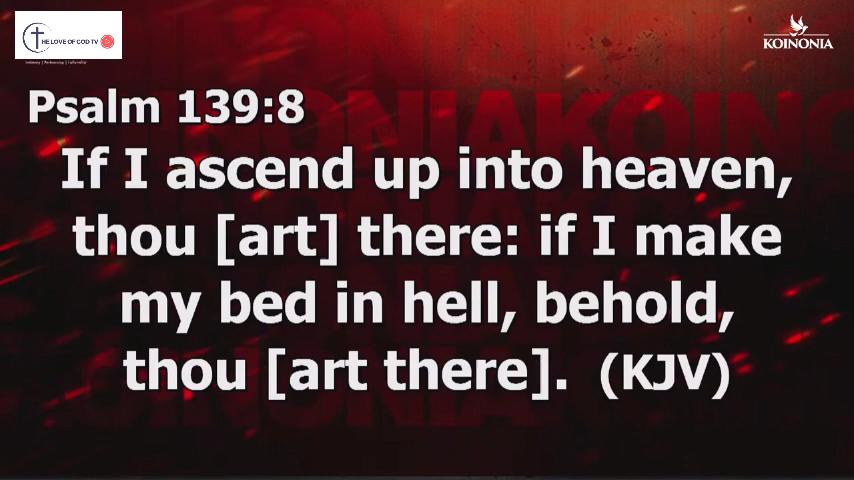 THE LOVE OF GOD TV
KOINONIA
Psalm 139:8
If I ascend up into heaven,
thou [art] there: if I make
my bed in hell, behold,
thou [art there]. (KJV)